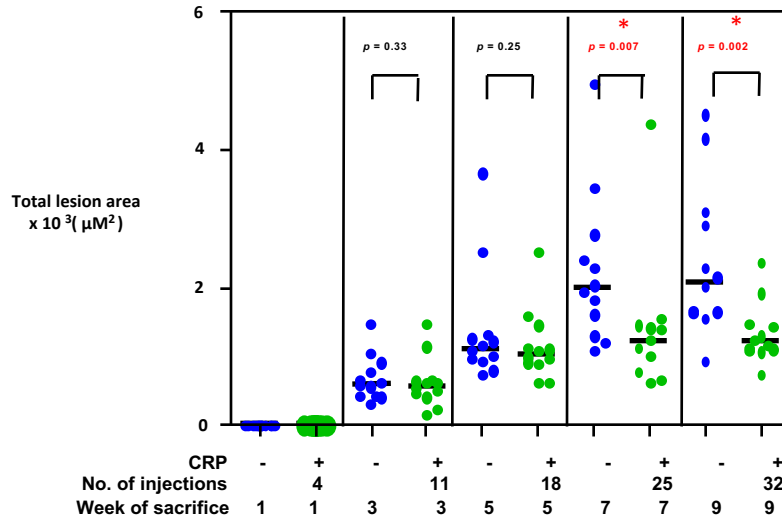 6
*
*
p = 0.33
p = 0.25
p = 0.007
p = 0.002
4
Total lesion area
x 10 ³( µM²)
2
0
CRP - + - + - + - + - +
No. of injections 4 11 18 25 32
Week of sacrifice 1 1 3 3 5 5 7 7 9 9